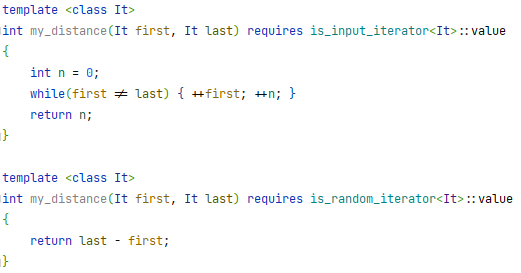 template <class It>
int my_distance(It first, It last) requires is_input_iterator<It>::value
{
    int n = 0;
    while(first != last) { ++first; ++n; }
    return n;
}
template <class It>
int my_distance(It first, It last) requires is_random_iterator<It>::value
{
    return last - first;
}